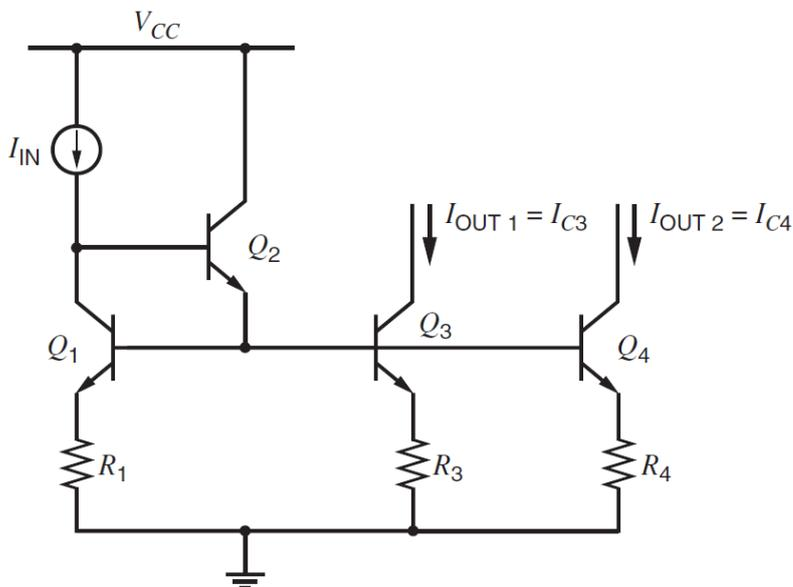 V_CC
I_IN
I_OUT 1 = I_C3
I_OUT 2 = I_C4
Q_2
Q_3
Q_1
Q_4
R_1
R_3
R_4